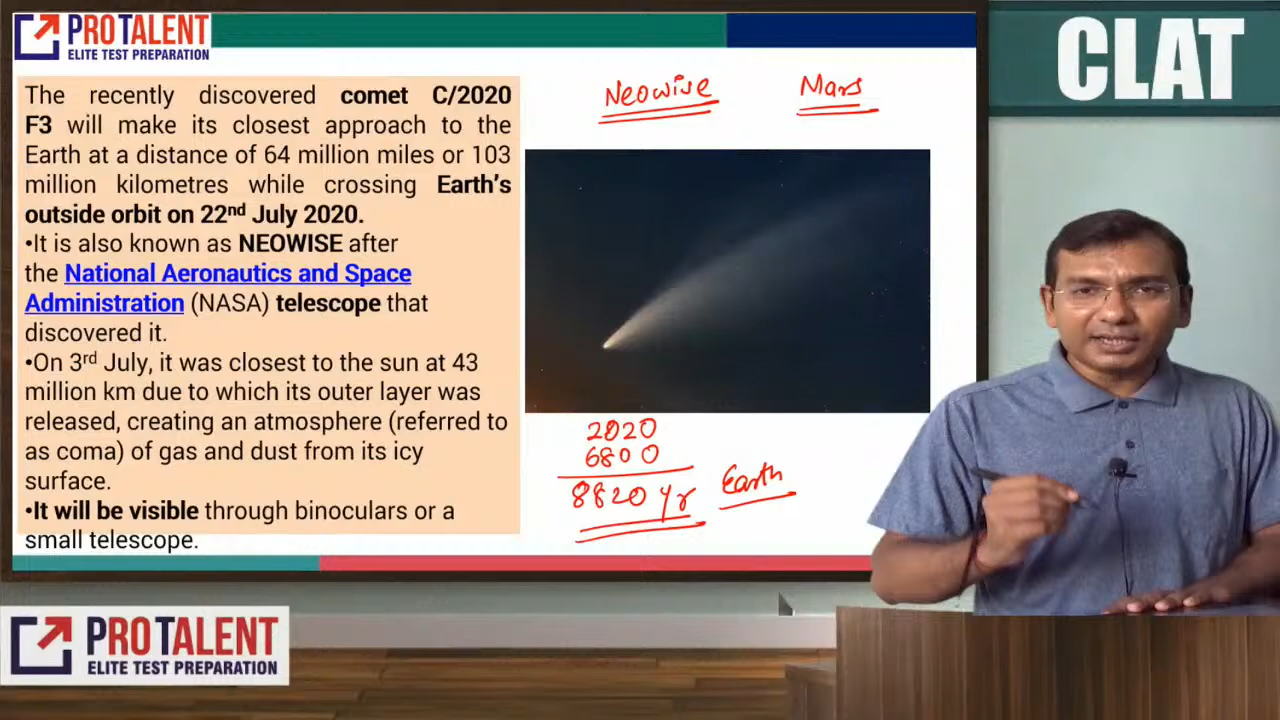 PROTALENT
ELITE TEST PREPARATION
CLAT
The recently discovered comet C/2020
F3 will make its closest approach to the
Earth at a distance of 64 million miles or 103
million kilometres while crossing Earth's
outside orbit on 22nd July 2020.
•It is also known as NEOWISE after
the National Aeronautics and Space
Administration (NASA) telescope that
discovered it.
•On 3rd July, it was closest to the sun at 43
million km due to which its outer layer was
released, creating an atmosphere (referred to
as coma) of gas and dust from its icy
surface.
•It will be visible through binoculars or a
small telescope.
Neowise
Mars
2020
6800
8820 yr
Earth
PROTALENT
ELITE TEST PREPARATION